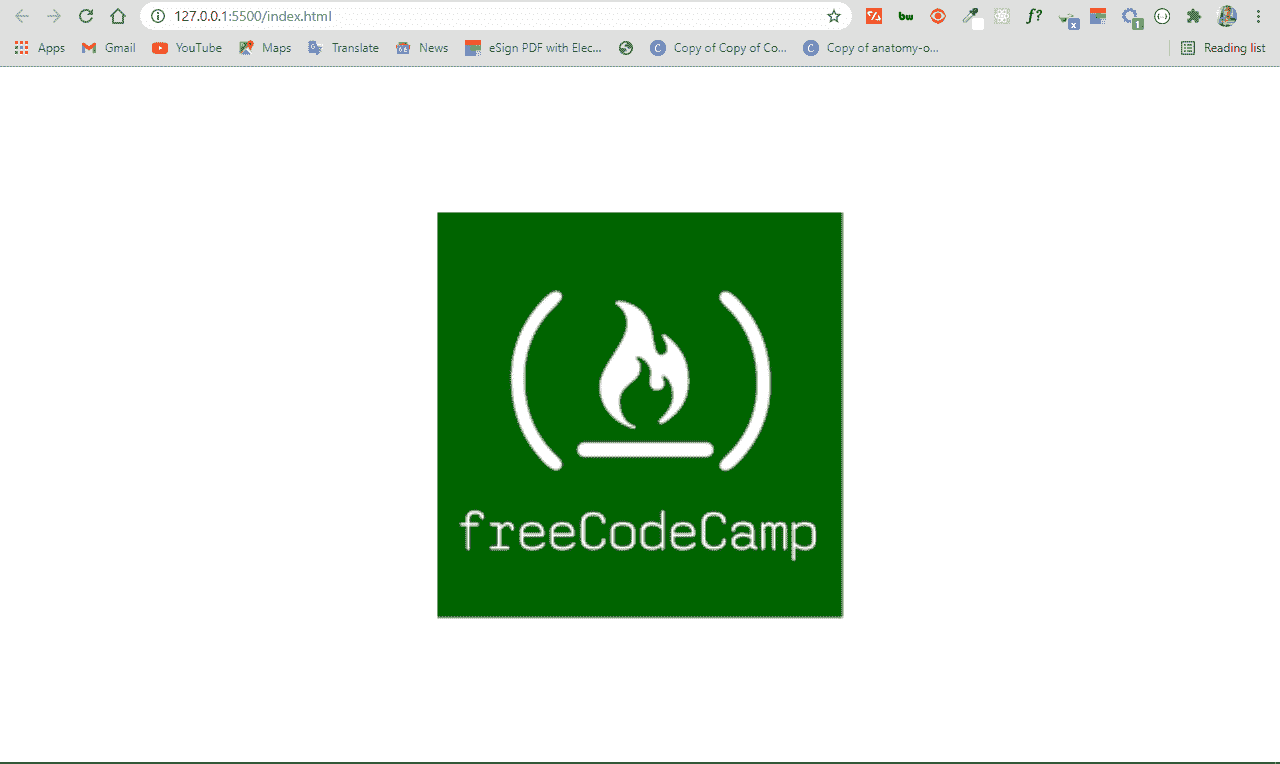 127.0.0.1:5500/index.html
bw
f?
x
1
Apps
Gmail
YouTube
Maps
Translate
News
eSign PDF with Elec...
C
Copy of Copy of Co...
C
Copy of anatomy-o...
Reading list
freeCodeCamp